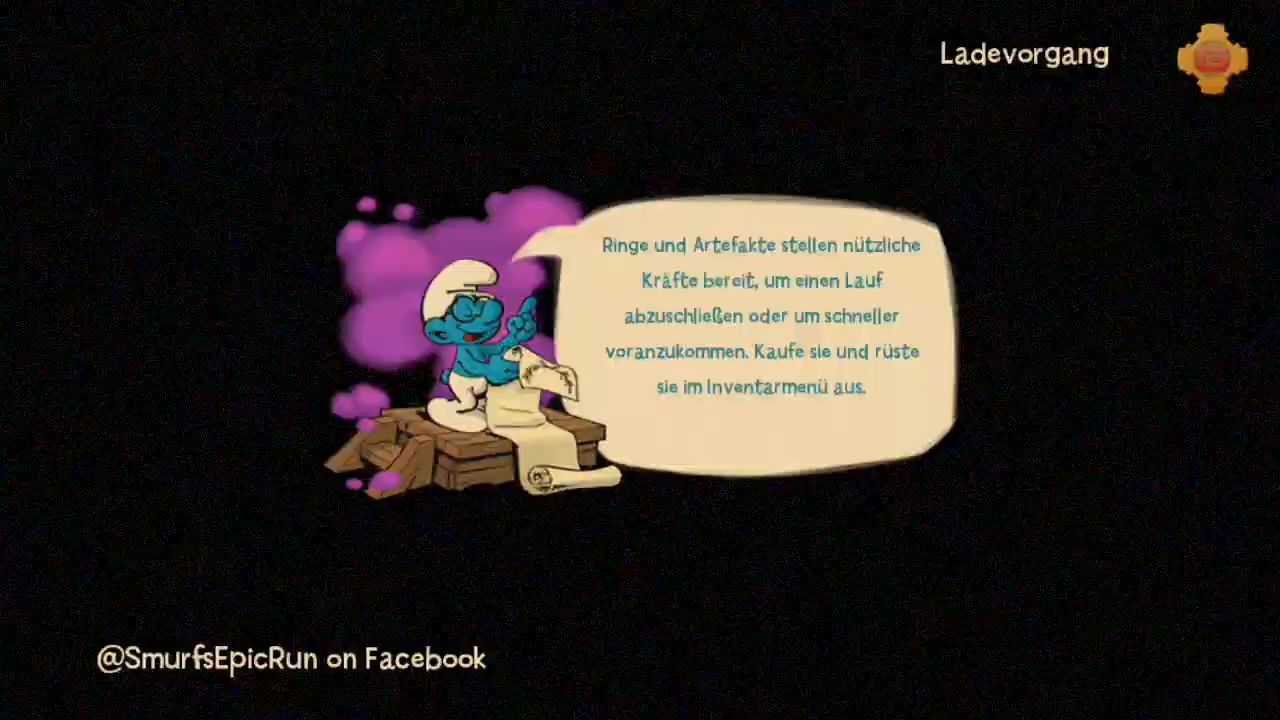 Ladevorgang
Ringe und Artefakte stellen nützliche
Kräfte bereit, um einen Lauf
abzuschließen oder um schneller
voranzukommen. Kaufe sie und rüste
sie im Inventarmenü aus.
@SmurfsEpicRun on Facebook